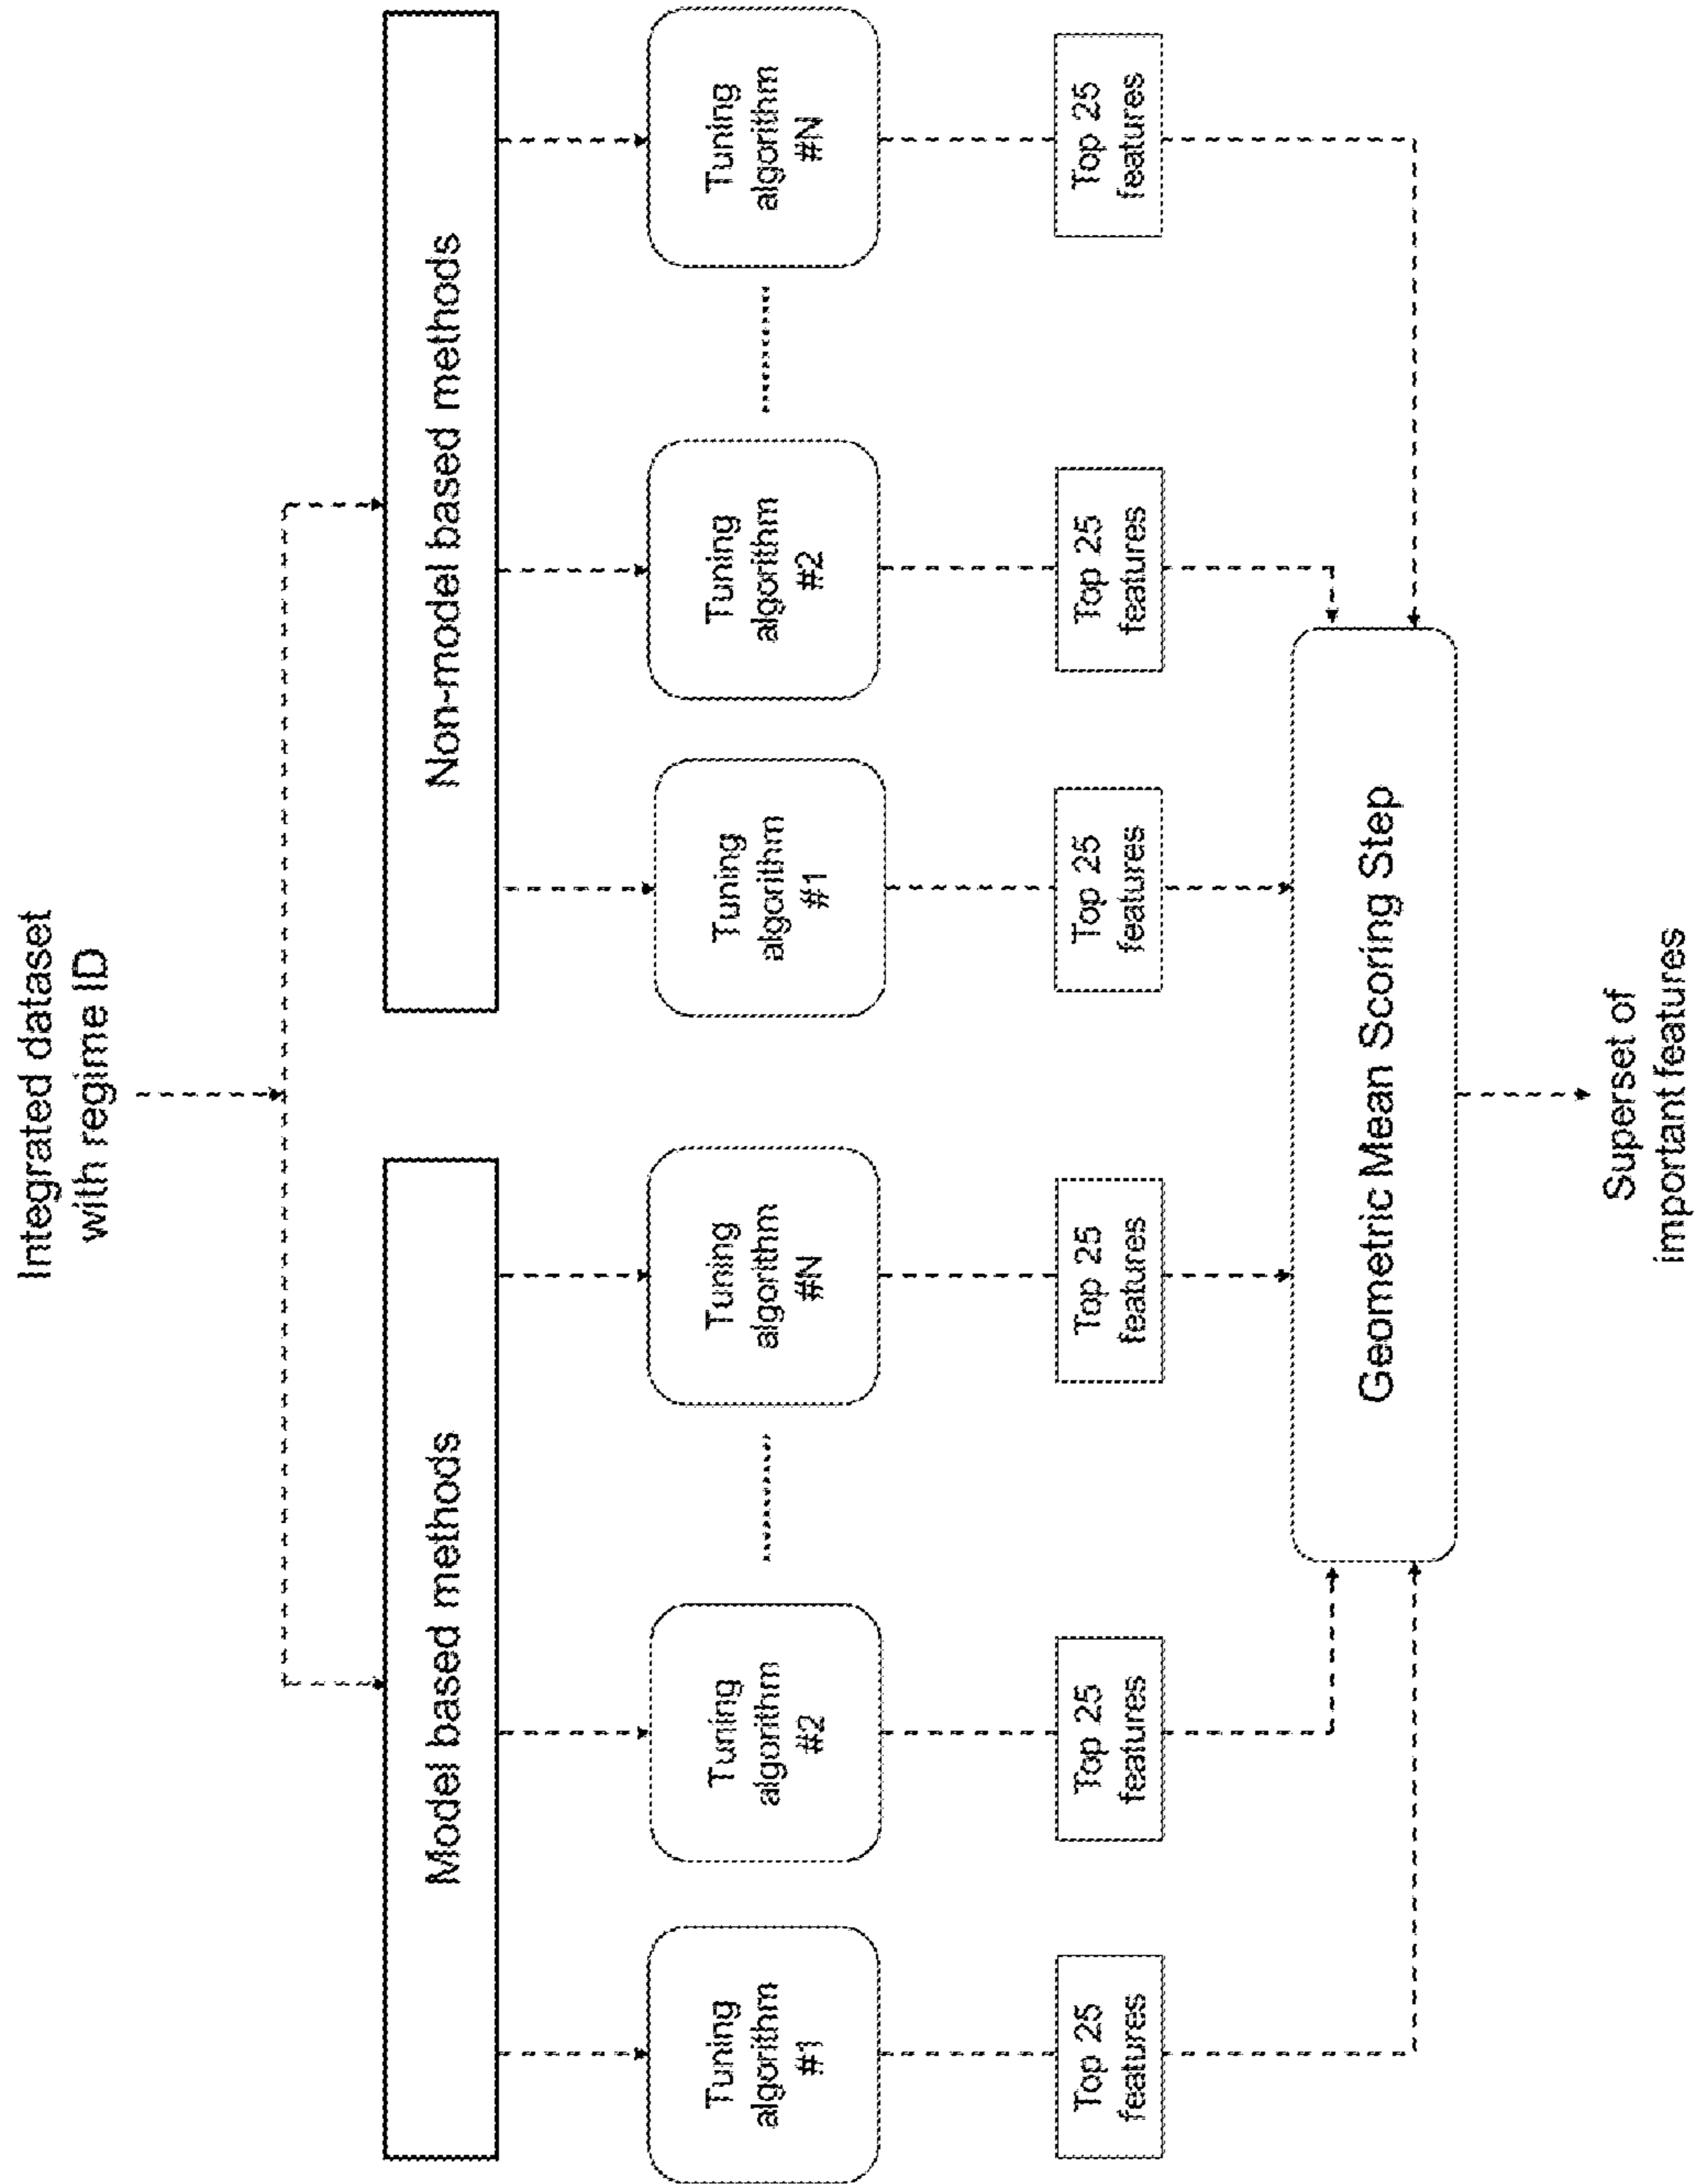 Integrated dataset
with regime ID
Model based methods
Non-model based methods
Tuning
algorithm
#1
Tuning
algorithm
#2
Tuning
algorithm
#N
Tuning
algorithm
#1
Tuning
algorithm
#2
Tuning
algorithm
#N
Top 25
features
Top 25
features
Top 25
features
Top 25
features
Top 25
features
Top 25
features
Geometric Mean Scoring Step
Superset of
important features